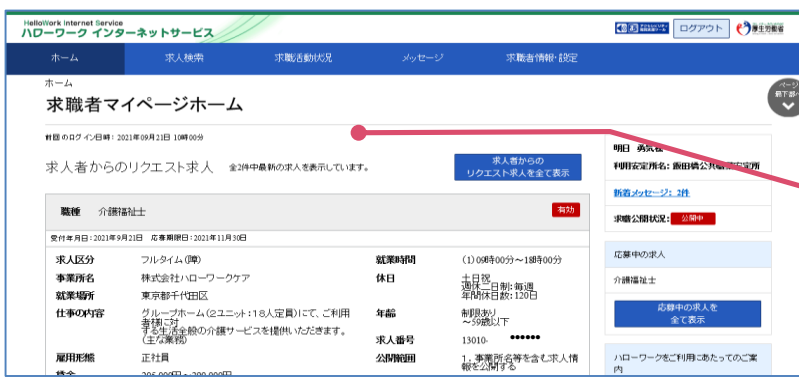 HelloWork Internet Service
ハローワーク インターネットサービス
ログアウト
厚生労働省
ホーム 求人検索 求職活動状況 メッセージ 求職者情報・設定
ホーム
求職者マイページホーム
ページ
最下部へ
前回のログイン日時：2021年09月21日 10時00分
求人者からのリクエスト求人 全2件中最新の求人を表示しています。
求人者からの
リクエスト求人を全て表示
職種 介護福祉士
有効
受付年月日：2021年9月21日 応募期限日：2021年11月30日
求人区分 フルタイム(障)
事業所名 株式会社ハローワークケア
就業場所 東京都千代田区
仕事の内容 グループホーム(2ユニット:18人定員)にて、ご利用
者様に対
する生活全般の介護サービスを提供いただきます。
(主な業務)
雇用形態 正社員
賃金
就業時間 (1)09時00分～18時00分
休日 土日祝
週休二日制:毎週
年間休日数:120日
年齢 制限あり
～59歳以下
求人番号 13010- ••••••
公開範囲 1．事業所名等を含む求人情
報を公開する
明日 勇気様
利用安定所名：飯田橋公共職業安定所
新着メッセージ：2件
求職公開状況： 公開中
応募中の求人
介護福祉士
応募中の求人を
全て表示
ハローワークをご利用にあたってのご案
内